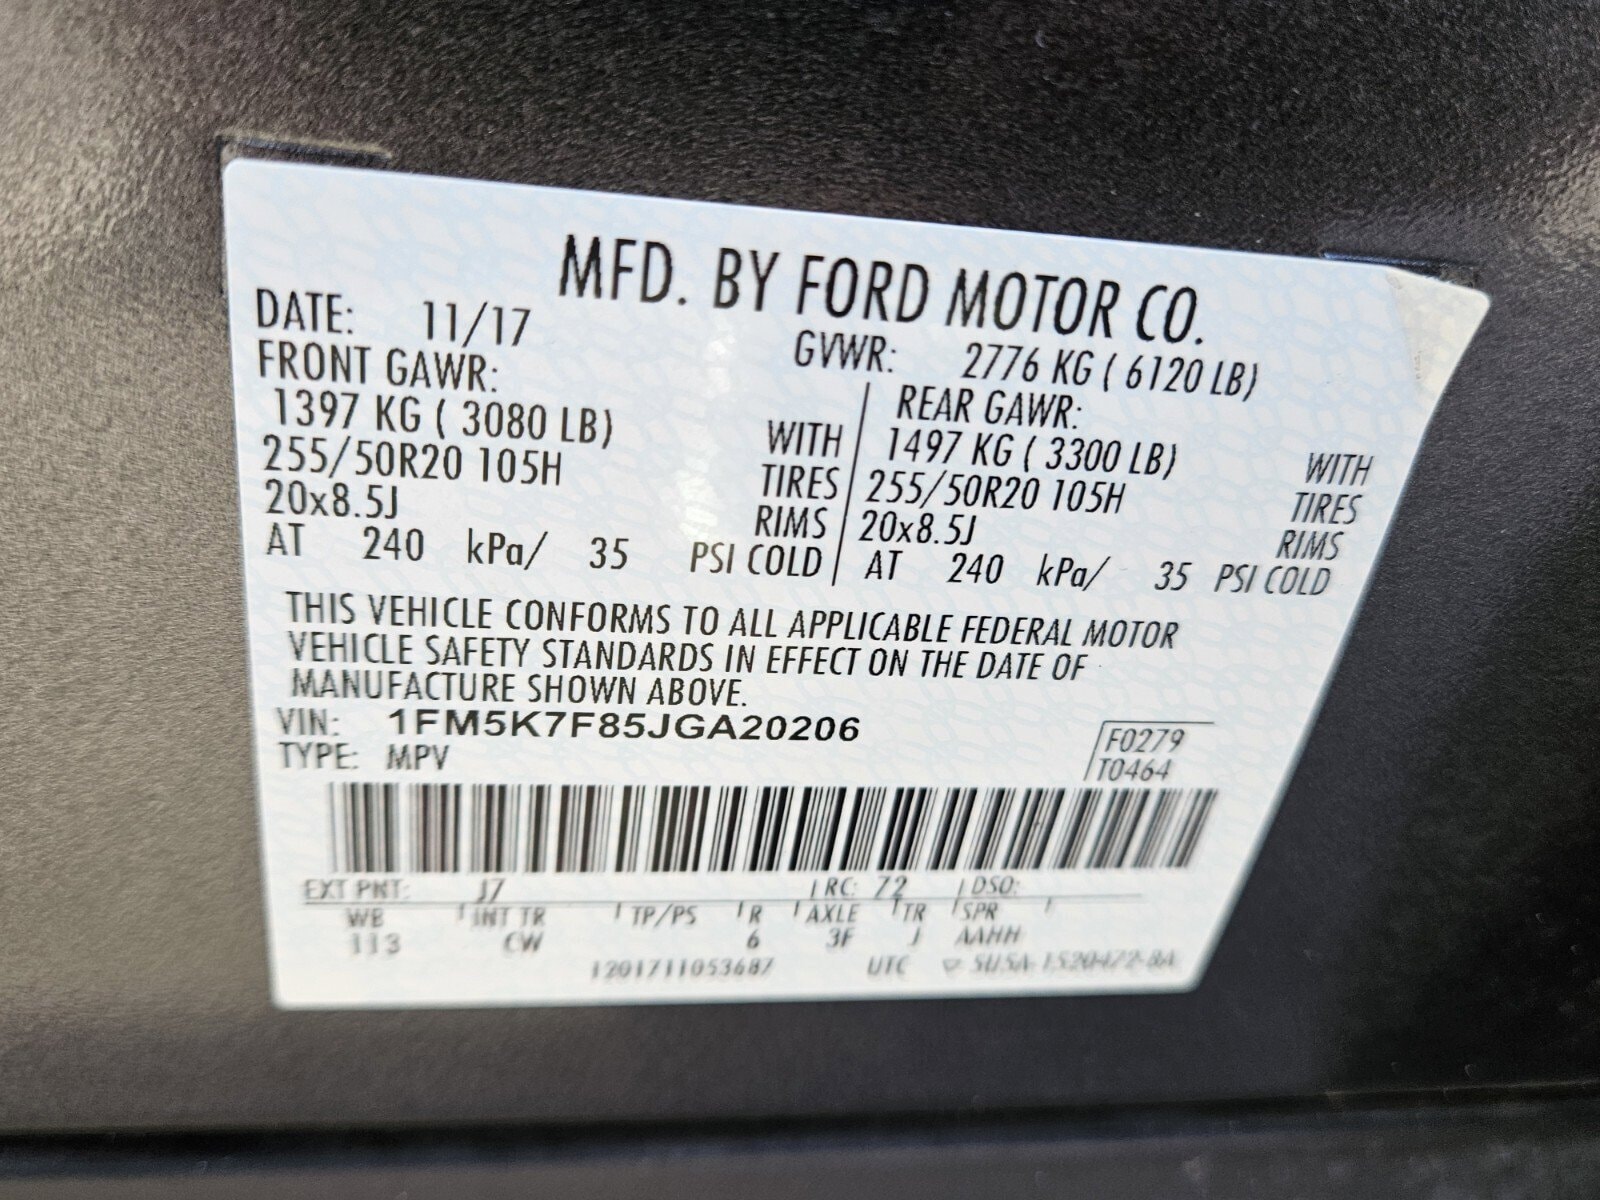 MFD. BY FORD MOTOR CO.
DATE: 11/17 GVWR: 2776 KG ( 6120 LB)
FRONT GAWR: REAR GAWR:
1397 KG ( 3080 LB) WITH 1497 KG ( 3300 LB) WITH
255/50R20 105H TIRES 255/50R20 105H TIRES
20x8.5J RIMS 20x8.5J RIMS
AT 240 kPa/ 35 PSI COLD AT 240 kPa/ 35 PSI COLD
THIS VEHICLE CONFORMS TO ALL APPLICABLE FEDERAL MOTOR
VEHICLE SAFETY STANDARDS IN EFFECT ON THE DATE OF
MANUFACTURE SHOWN ABOVE.
VIN: 1FM5K7F85JGA20206
TYPE: MPV
F0279
T0464
EXT PNT: J7 RC: 72 DSO:
WB INT TR TP/PS R AXLE TR SPR
113 CW 6 3F J AAHH
1201711053687 UTC